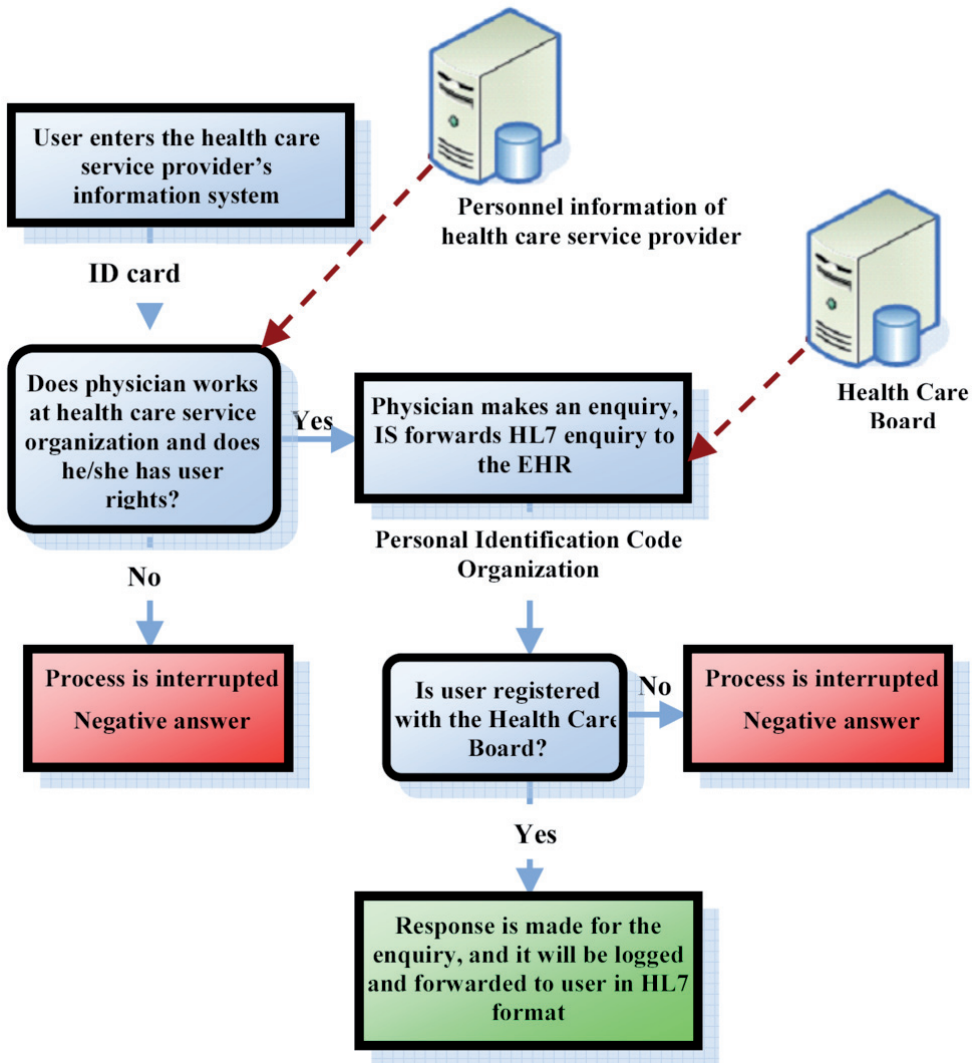 User enters the health care
service provider's
information system
Personnel information of
health care service provider
ID card
Health Care
Board
Does physician works
at health care service
organization and does
he/she has user
rights?
Yes
Physician makes an enquiry,
IS forwards HL7 enquiry to
the EHR
No
Personal Identification Code
Organization
Process is interrupted
Negative answer
Is user registered
with the Health Care
Board?
No
Process is interrupted
Negative answer
Yes
Response is made for the
enquiry, and it will be logged
and forwarded to user in HL7
format